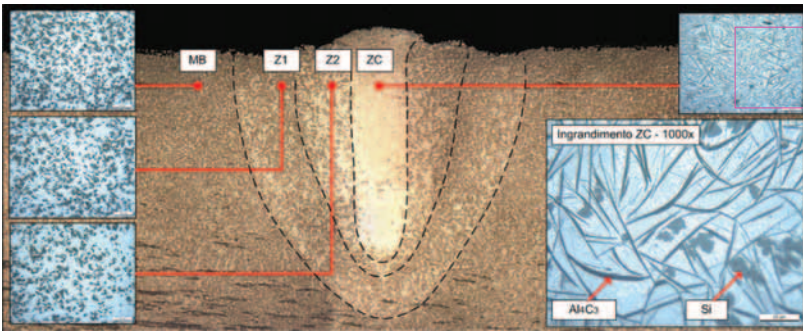 MB
Z1
Z2
ZC
Ingrandimento ZC - 1000x
Al4C3
Si